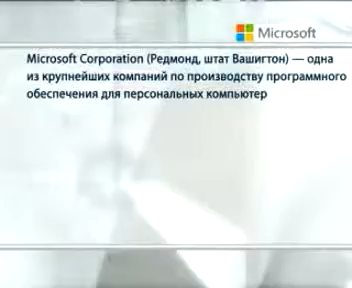 Microsoft
Microsoft Corporation (Редмонд, штат Вашигтон) — одна
из крупнейших компаний по производству программного
обеспечения для персональных компьютер